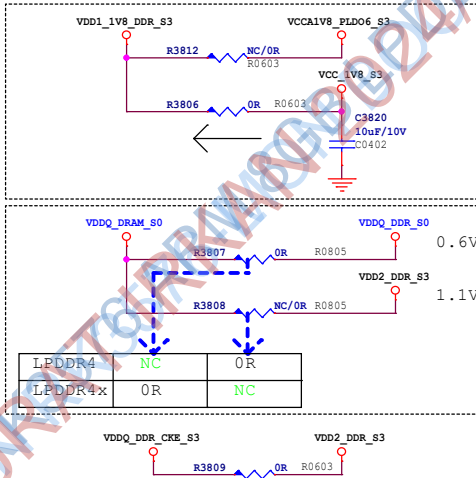 VDD1_1V8_DDR_S3 VCCA1V8_PLDO6_S3
R3812 NC/0R
R0603
VCC_1V8_S3
R3806 0R R0603
C3820
10uF/10V
C0402
VDDQ_DRAM_S0 VDDQ_DDR_S0
R3807 0R R0805 0.6V
VDD2_DDR_S3
R3808 NC/0R R0805 1.1V
LPDDR4 NC 0R
LPDDR4x 0R NC
VDDQ_DDR_CKE_S3 VDD2_DDR_S3
R3809 0R R0603